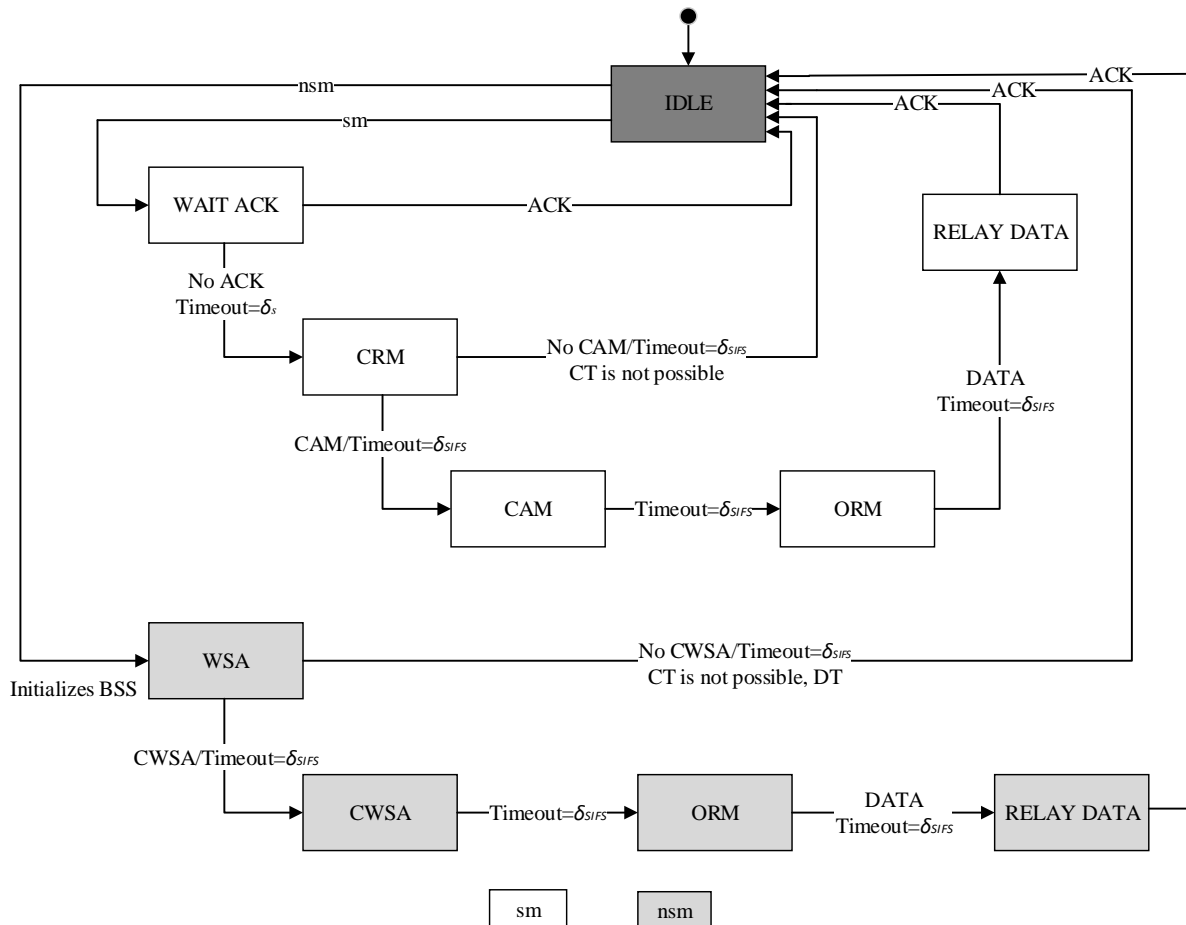 ACK
nsm
ACK
IDLE
ACK
sm
WAIT ACK
ACK
RELAY DATA
No ACK
Timeout=δs
CRM
No CAM/Timeout=δSIFS
CT is not possible
DATA
Timeout=δSIFS
CAM/Timeout=δSIFS
CAM
Timeout=δSIFS
ORM
WSA
No CWSA/Timeout=δSIFS
CT is not possible, DT
Initializes BSS
CWSA/Timeout=δSIFS
CWSA
Timeout=δSIFS
ORM
DATA
Timeout=δSIFS
RELAY DATA
sm
nsm